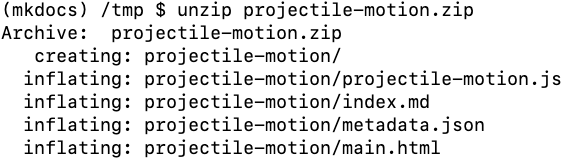 (mkdocs) /tmp $ unzip projectile-motion.zip
Archive:  projectile-motion.zip
   creating: projectile-motion/
  inflating: projectile-motion/projectile-motion.js
  inflating: projectile-motion/index.md
  inflating: projectile-motion/metadata.json
  inflating: projectile-motion/main.html